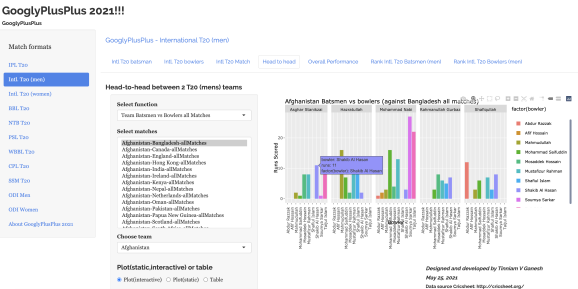 GooglyPlusPlus 2021!!!
GooglyPlusPlus
Match formats
IPL T20
Intl. T20 (men)
Intl. T20 (women)
BBL T20
NTB T20
PSL T20
WBBL T20
CPL T20
SSM T20
ODI Men
ODI Women
About GooglyPlusPlus 2021
GooglyPlusPlus - International T20 (men)
Intl T20 batsman
Intl. T20 bowlers
Intl. T20 Match
Head to head
Overall Performance
Rank Intl T20 Batsmen (men)
Rank Intl T20 Bowlers (men)
Head-to-head between 2 T20 (mens) teams
Select function
Team Batsmen vs Bowlers all Matches
Select matches
Afghanistan-Bangladesh-allMatches
Afghanistan-Canada-allMatches
Afghanistan-England-allMatches
Afghanistan-Hong Kong-allMatches
Afghanistan-India-allMatches
Afghanistan-Ireland-allMatches
Afghanistan-Kenya-allMatches
Afghanistan-Nepal-allMatches
Afghanistan-Netherlands-allMatches
Afghanistan-Oman-allMatches
Afghanistan-Pakistan-allMatches
Afghanistan-Papua New Guinea-allMatches
Afghanistan-Scotland-allMatches
Choose team
Afghanistan
Plot(static,interactive) or table
Plot(interactive)
Plot(static)
Table
Afghanistan Batsmen vs bowlers (against Bangladesh all matches)
Asghar Stanikzai
Najibullah
Mohammad Nabi
Rahmanullah Gurbaz
Shafiqullah
factor(bowler)
Abdur Razzak
Afif Hossain
Mahmudullah
Mohammad Saifuddin
Mosaddek Hossain
Mustafizur Rahman
Shafiul Islam
Shakib Al Hasan
Soumya Sarkar
Runs Scored
20
10
0
bowler: Shakib Al Hasan
runs: 11
factor(bowler): Shakib Al Hasan
Bowler
Designed and developed by Tinniam V Ganesh
May 25, 2021
Data source Cricsheet: http://cricsheet.org/